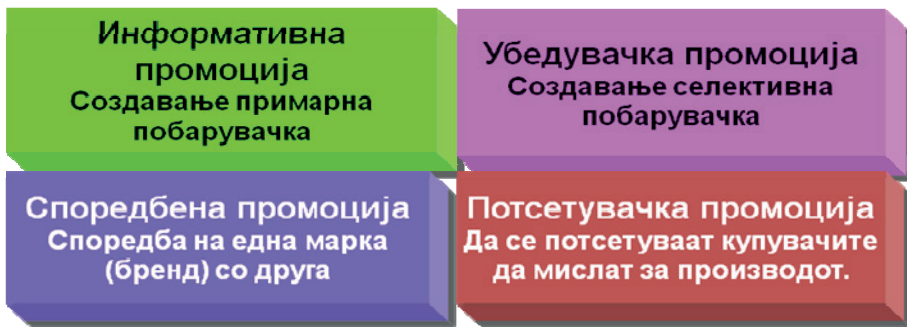 Информативна
промоција
Создавање примарна
побарувачка
Убедувачка промоција
Создавање селективна
побарувачка
Споредбена промоција
Споредба на една марка
(бренд) со друга
Потсетувачка промоција
Да се потсетуваат купувачите
да мислат за производот.